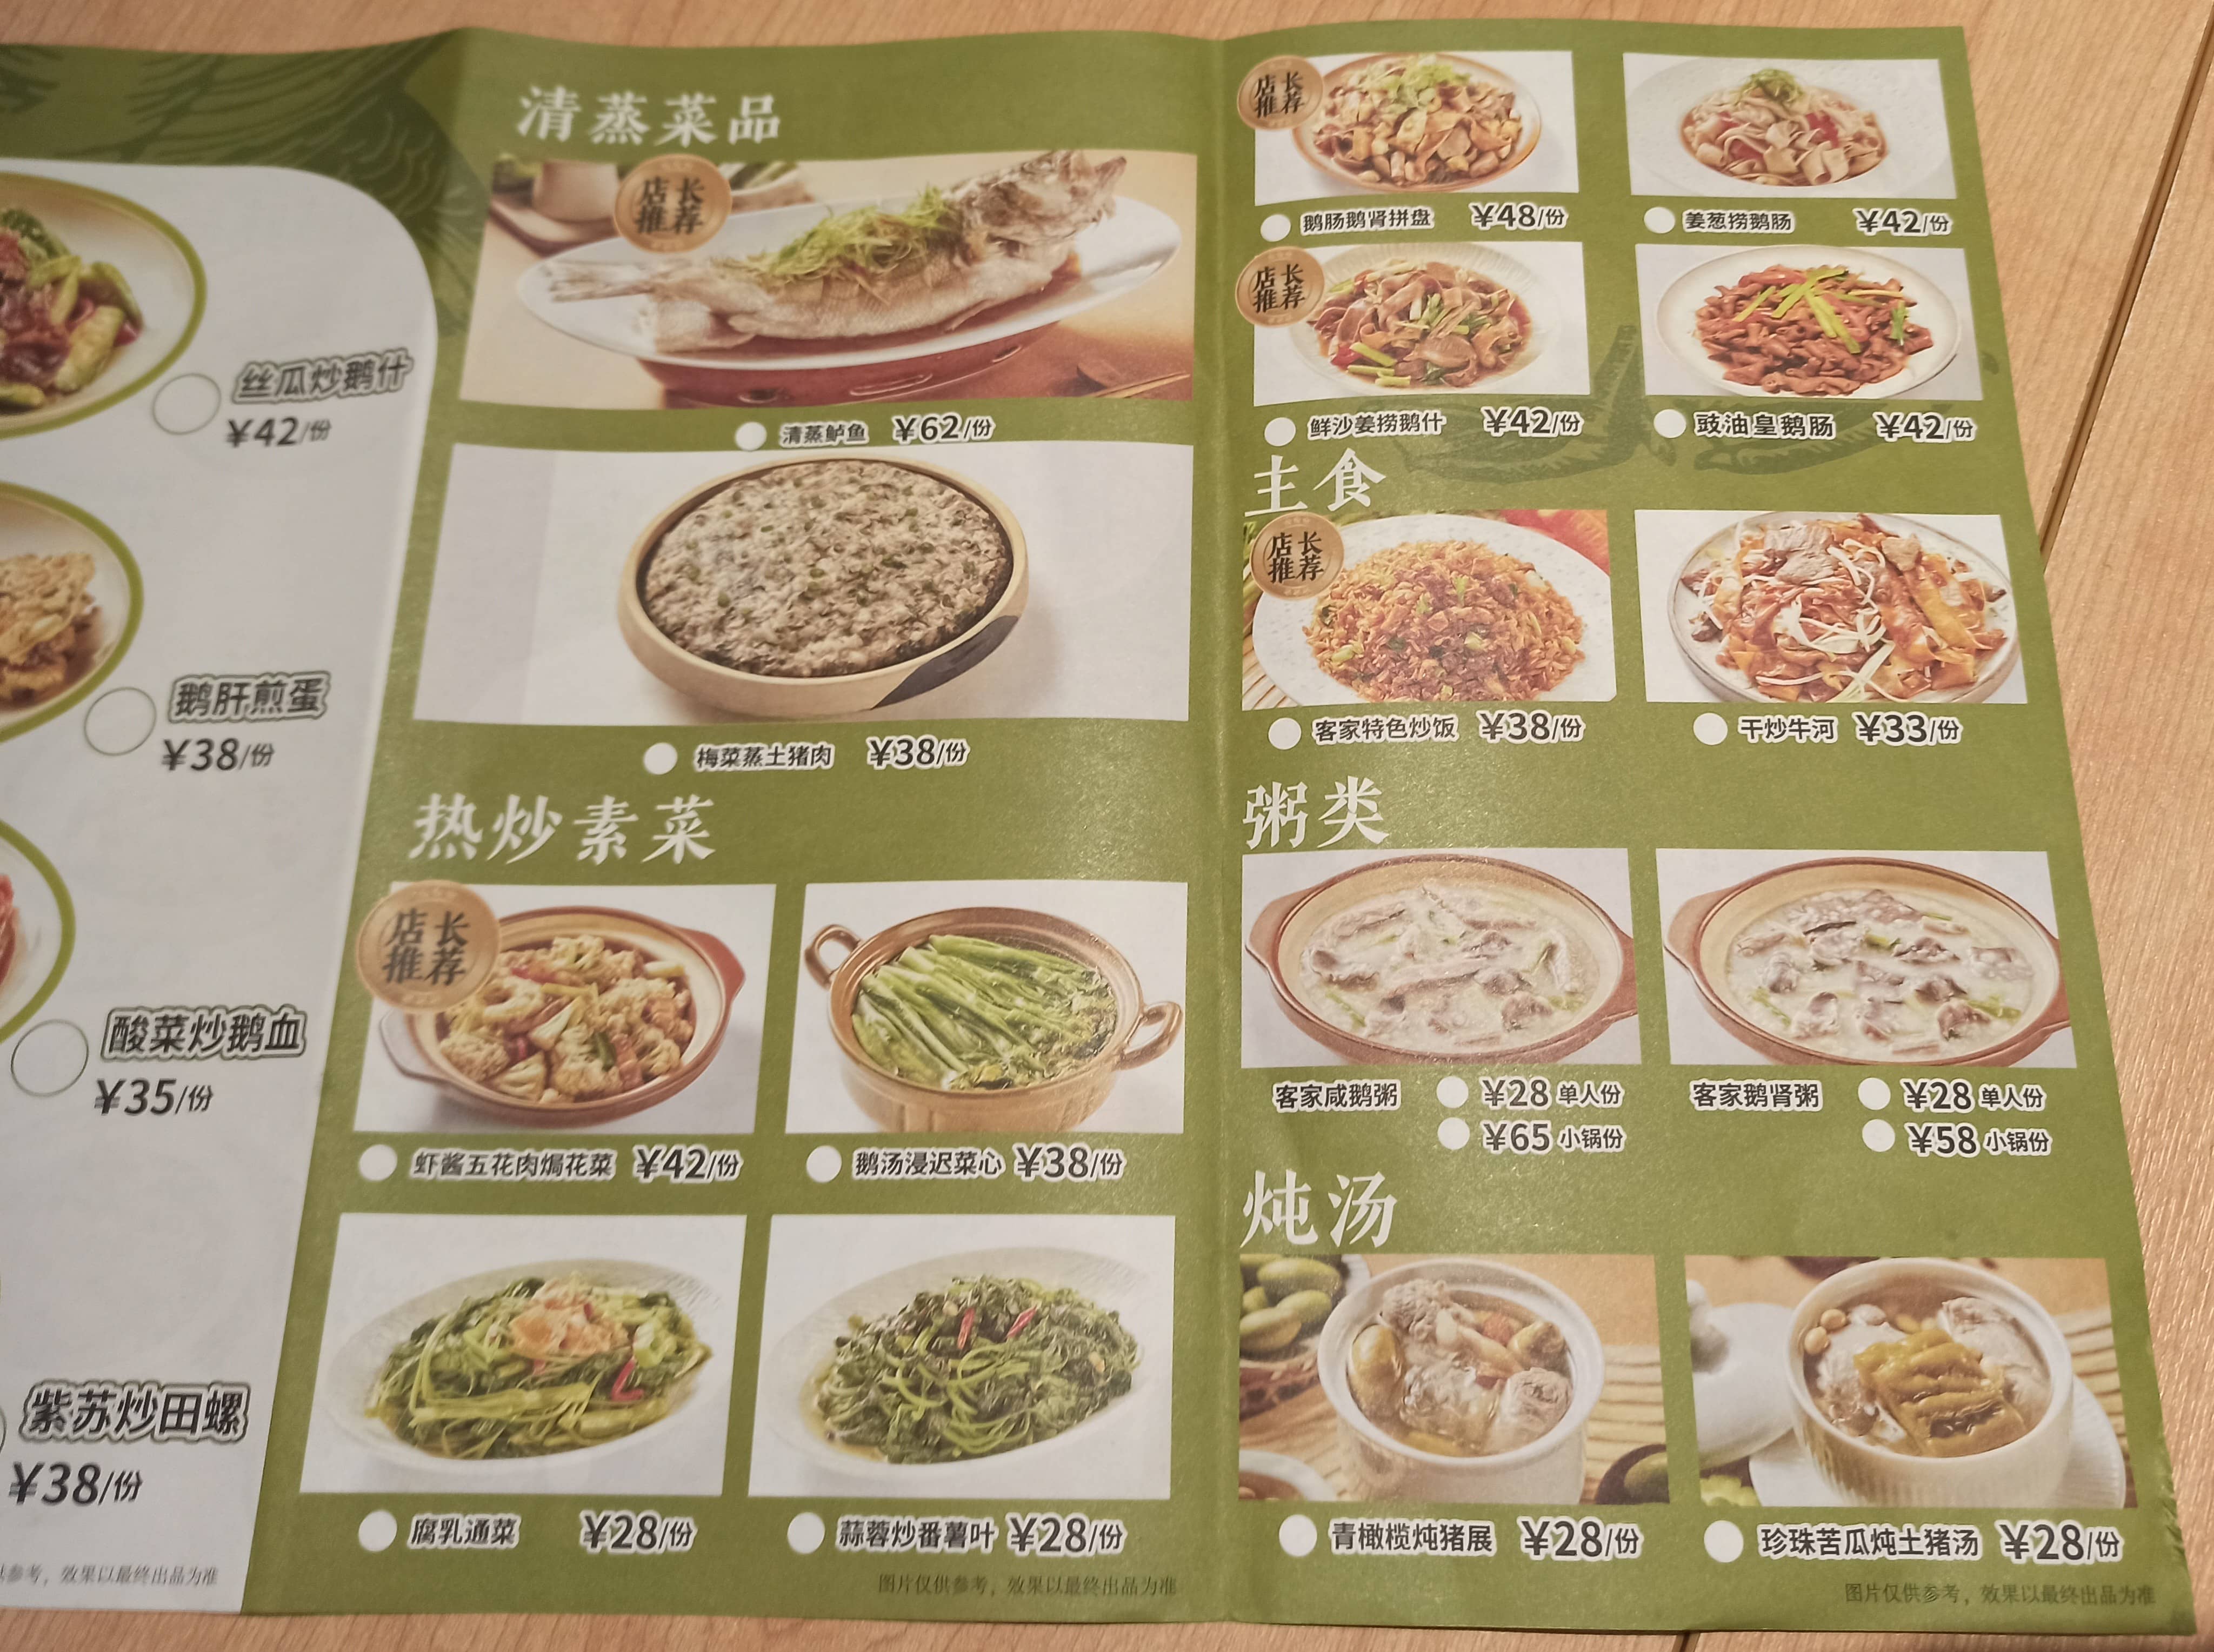 丝瓜炒鹅什
¥42/份
鹅肝煎蛋
¥38/份
酸菜炒鹅血
¥35/份
紫苏炒田螺
¥38/份
参考，效果以最终出品为准
清蒸菜品
店长
推荐
清蒸鲈鱼 ¥62/份
梅菜蒸土猪肉 ¥38/份
热炒素菜
店长
推荐
虾酱五花肉焗花菜 ¥42/份
鹅汤浸迟菜心 ¥38/份
腐乳通菜 ¥28/份
蒜蓉炒番薯叶 ¥28/份
图片仅供参考，效果以最终出品为准
店长
推荐
鹅肠鹅肾拼盘 ¥48/份
姜葱捞鹅肠 ¥42/份
店长
推荐
鲜沙姜捞鹅什 ¥42/份
豉油皇鹅肠 ¥42/份
主食
店长
推荐
客家特色炒饭 ¥38/份
干炒牛河 ¥33/份
粥类
客家咸鹅粥 ¥28 单人份
¥65 小锅份
客家鹅肾粥 ¥28 单人份
¥58 小锅份
炖汤
青橄榄炖猪展 ¥28/份
珍珠苦瓜炖土猪汤 ¥28/份
图片仅供参考，效果以最终出品为准